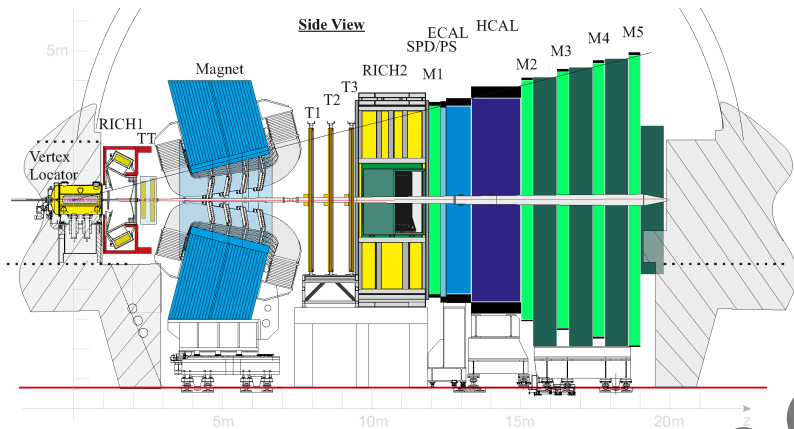 Side View
HCAL
ECAL
SPD/PS
5m
M5
M4
M3
M2
M1
RICH2
Magnet
T3
T2
T1
RICH1
TT
Vertex
Locator
5m
10m
15m
20m
z